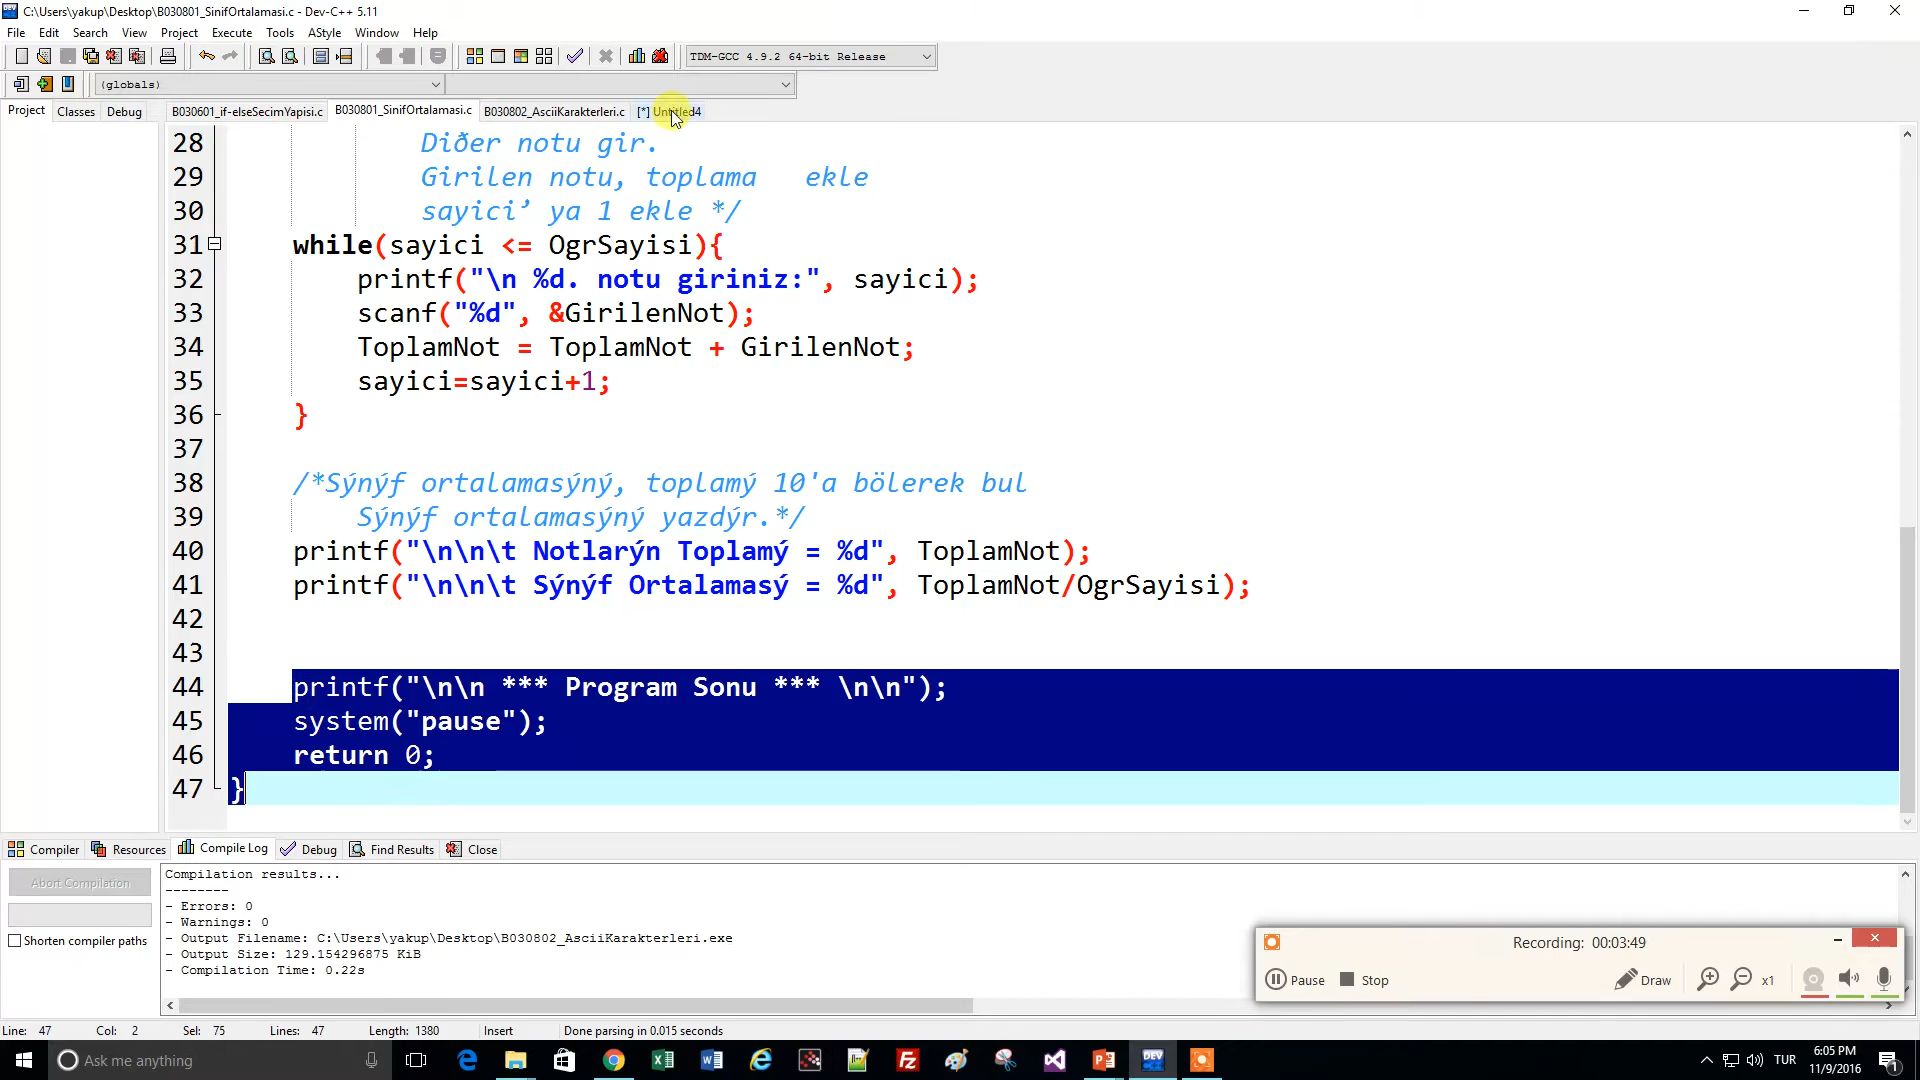 C:\Users\yakup\Desktop\B030801_SinifOrtalamasi.c - Dev-C++ 5.11
File Edit Search View Project Execute Tools AStyle Window Help
TDM-GCC 4.9.2 64-bit Release
(globals)
Project Classes Debug B030601_if-elseSecimYapisi.c B030801_SinifOrtalamasi.c B030802_AsciiKarakterleri.c [*] Untitled4
28 Diðer notu gir.
29 Girilen notu, toplama ekle
30 sayici’ ya 1 ekle */
31 while(sayici <= OgrSayisi){
32 printf("\n %d. notu giriniz:", sayici);
33 scanf("%d", &GirilenNot);
34 ToplamNot = ToplamNot + GirilenNot;
35 sayici=sayici+1;
36 }
37
38 /*Sýnýf ortalamasýný, toplamý 10'a bölerek bul
39 Sýnýf ortalamasýný yazdýr.*/
40 printf("\n\n\t Notlarýn Toplamý = %d", ToplamNot);
41 printf("\n\n\t Sýnýf Ortalamasý = %d", ToplamNot/OgrSayisi);
42
43
44 printf("\n\n *** Program Sonu *** \n\n");
45 system("pause");
46 return 0;
47 }
Compiler Resources Compile Log Debug Find Results Close
Abort Compilation
Shorten compiler paths
Compilation results...
--------
- Errors: 0
- Warnings: 0
- Output Filename: C:\Users\yakup\Desktop\B030802_AsciiKarakterleri.exe
- Output Size: 129.154296875 KiB
- Compilation Time: 0.22s
Recording: 00:03:49
Pause Stop Draw x1
Line: 47 Col: 2 Sel: 75 Lines: 47 Length: 1380 Insert Done parsing in 0.015 seconds
Ask me anything
DEV
TUR
6:05 PM
11/9/2016
1